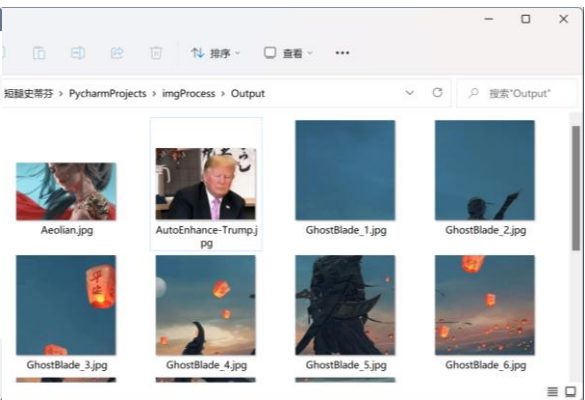 排序
查看
短腿史蒂芬 > PycharmProjects > imgProcess > Output
搜索"Output"
Aeolian.jpg
AutoEnhance-Trump.j
pg
GhostBlade_1.jpg
GhostBlade_2.jpg
GhostBlade_3.jpg
GhostBlade_4.jpg
GhostBlade_5.jpg
GhostBlade_6.jpg